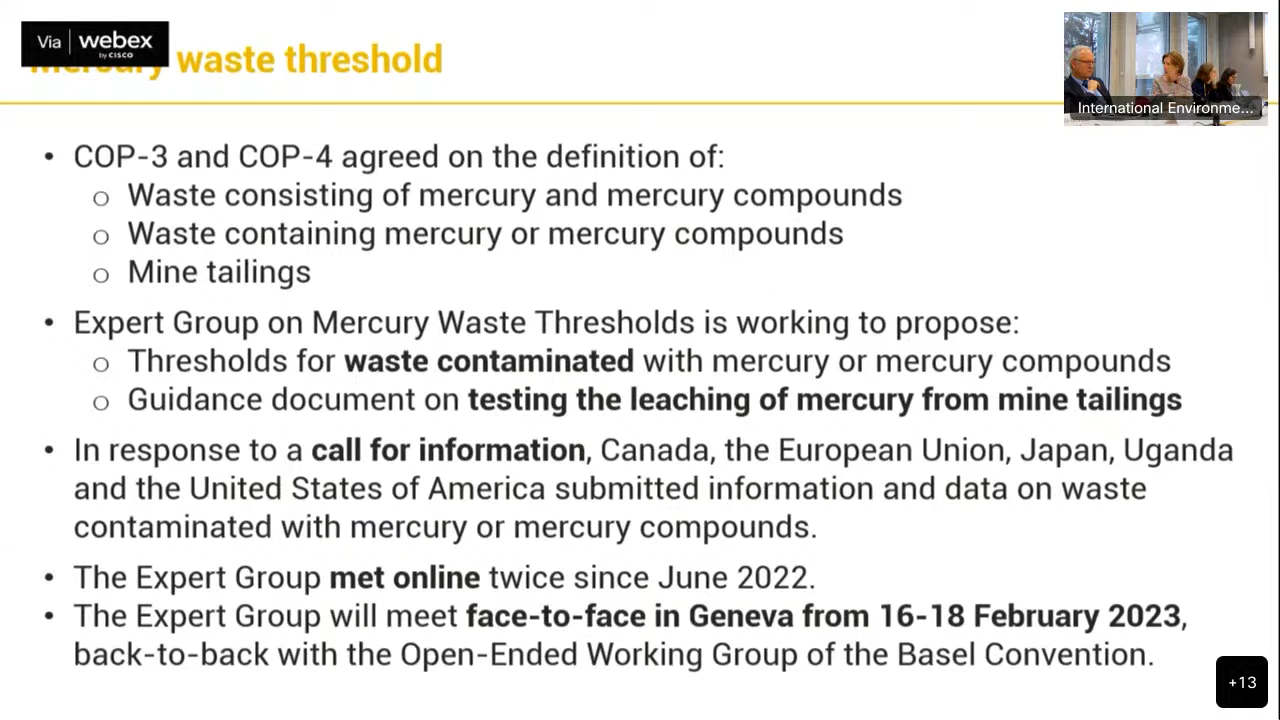 Via webex
by CISCO
Mercury waste threshold
International Environme...
• COP-3 and COP-4 agreed on the definition of:
o Waste consisting of mercury and mercury compounds
o Waste containing mercury or mercury compounds
o Mine tailings
• Expert Group on Mercury Waste Thresholds is working to propose:
o Thresholds for waste contaminated with mercury or mercury compounds
o Guidance document on testing the leaching of mercury from mine tailings
• In response to a call for information, Canada, the European Union, Japan, Uganda
and the United States of America submitted information and data on waste
contaminated with mercury or mercury compounds.
• The Expert Group met online twice since June 2022.
• The Expert Group will meet face-to-face in Geneva from 16-18 February 2023,
back-to-back with the Open-Ended Working Group of the Basel Convention.
+13